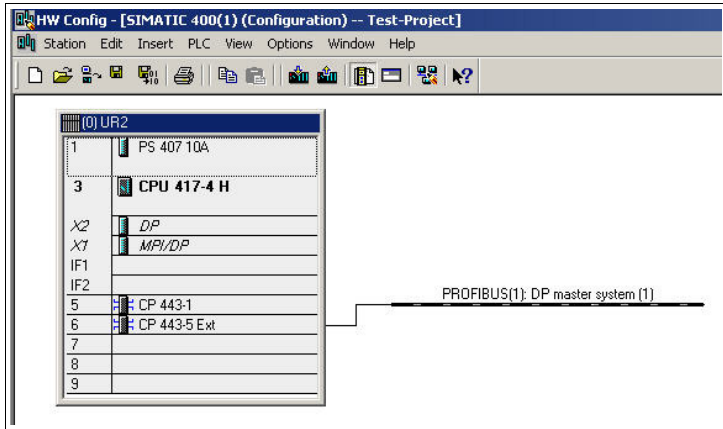 HW Config - [SIMATIC 400(1) (Configuration) -- Test-Project]
Station Edit Insert PLC View Options Window Help
(0) UR2
1 PS 407 10A
3 CPU 417-4 H
X2 DP
X1 MPI/DP
IF1
IF2
5 CP 443-1
6 CP 443-5 Ext
7
8
9
PROFIBUS(1): DP master system (1)